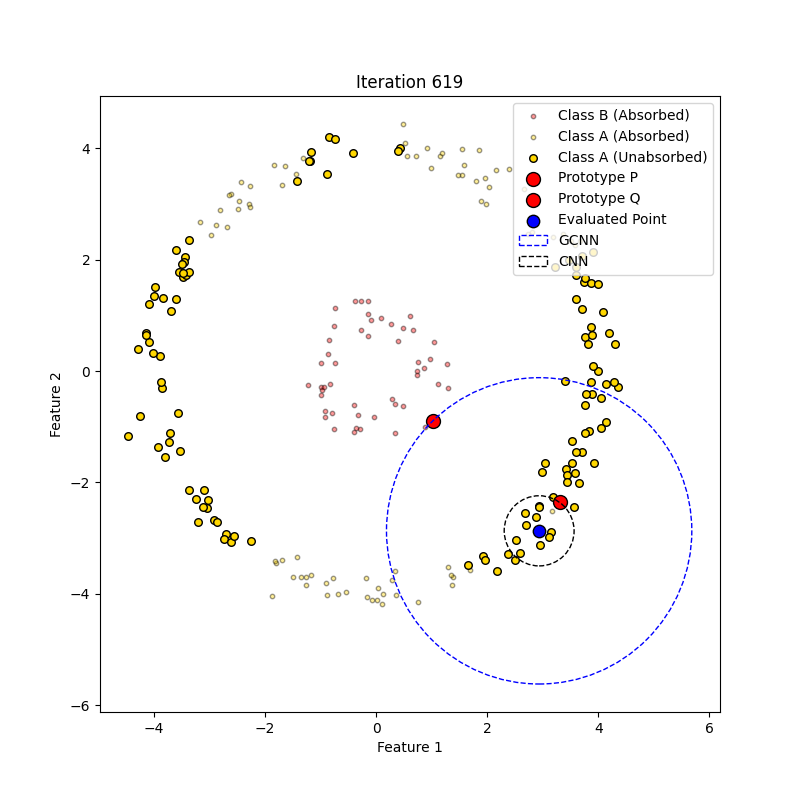 Iteration 619
Class B (Absorbed)
Class A (Absorbed)
Class A (Unabsorbed)
Prototype P
Prototype Q
Evaluated Point
GCNN
CNN
4
2
0
−2
−4
−6
Feature 2
−4
−2
0
2
4
6
Feature 1